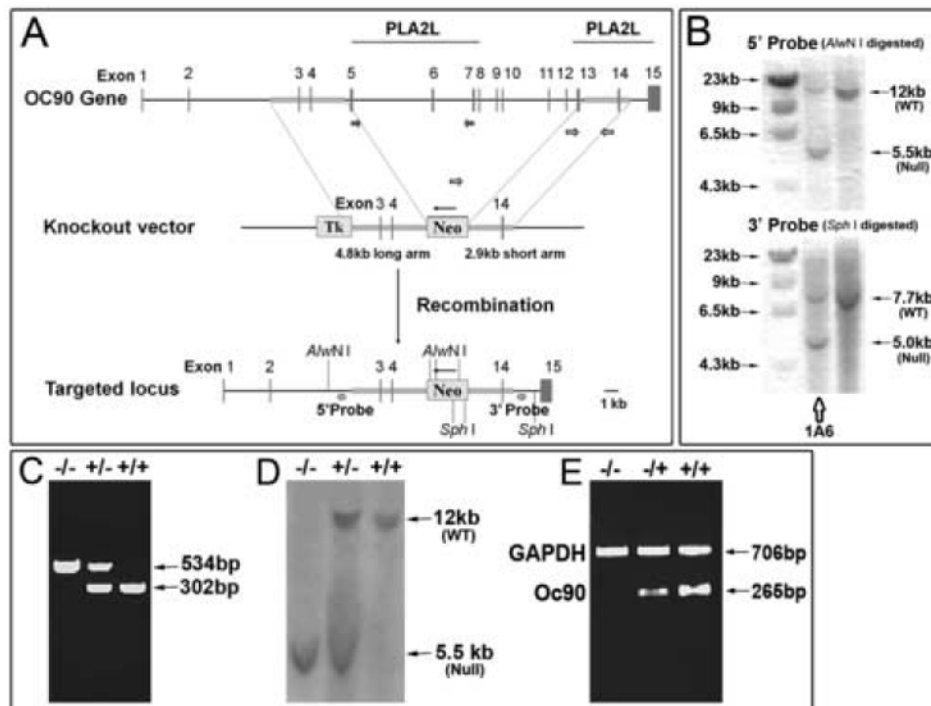 A
PLA2L PLA2L
Exon 1 2 3 4 5 6 7 8 9 10 11 12 13 14 15
OC90 Gene
Exon 3 4 14
Knockout vector Tk Neo
4.8kb long arm 2.9kb short arm
Recombination
AlwN I AlwN I
Exon 1 2 3 4 14 15
Targeted locus Neo
5'Probe 3'Probe 1 kb
Sph I Sph I
B
5' Probe (AlwN I digested)
23kb
9kb
6.5kb
4.3kb
12kb
(WT)
5.5kb
(Null)
3' Probe (Sph I digested)
23kb
9kb
6.5kb
4.3kb
7.7kb
(WT)
5.0kb
(Null)
1A6
C
-/- +/- +/+
534bp
302bp
D
-/- +/- +/+
12kb
(WT)
5.5 kb
(Null)
E
-/- -/+ +/+
GAPDH 706bp
Oc90 265bp